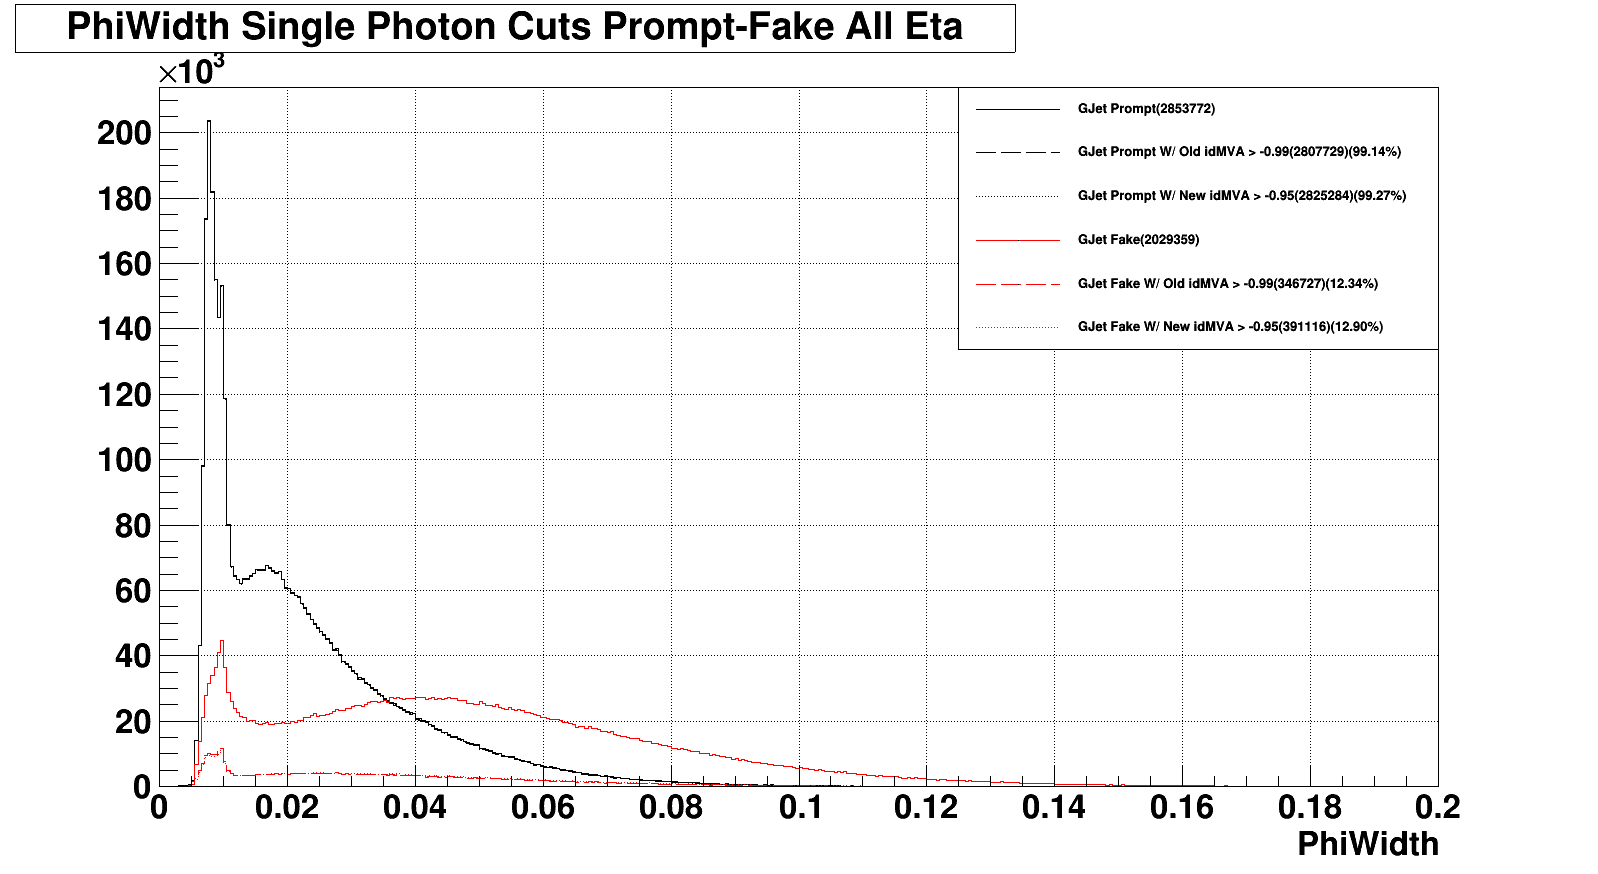 PhiWidth Single Photon Cuts Prompt-Fake All Eta
×10³
200
180
160
140
120
100
80
60
40
20
0
GJet Prompt(2853772)
GJet Prompt W/ Old idMVA > -0.99(2807729)(99.14%)
GJet Prompt W/ New idMVA > -0.95(2825284)(99.27%)
GJet Fake(2029359)
GJet Fake W/ Old idMVA > -0.99(346727)(12.34%)
GJet Fake W/ New idMVA > -0.95(391116)(12.90%)
0 0.02 0.04 0.06 0.08 0.1 0.12 0.14 0.16 0.18 0.2
PhiWidth